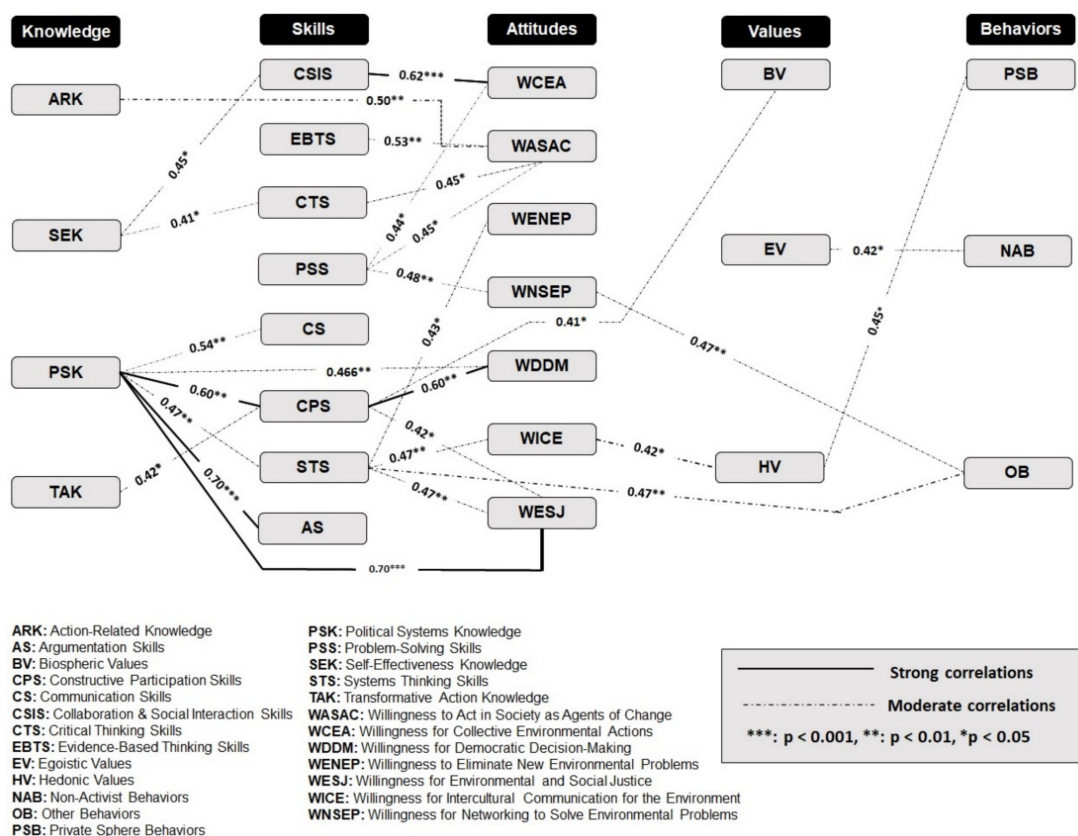 Knowledge
Skills
Attitudes
Values
Behaviors
CSIS
0.62***
WCEA
BV
PSB
ARK
0.50**
EBTS
0.53**
WASAC
0.45*
0.45*
CTS
0.41*
SEK
0.44*
0.45*
WENEP
EV
0.42*
NAB
PSS
0.48**
WNSEP
0.43*
0.41*
0.45*
CS
0.54**
0.47**
PSK
0.466**
WDDM
0.60**
0.60**
CPS
0.47**
0.42*
WICE
0.42*
HV
OB
STS
0.47**
0.42*
0.47**
0.47**
TAK
0.70***
AS
WESJ
0.70***
ARK: Action-Related Knowledge
AS: Argumentation Skills
BV: Biospheric Values
CPS: Constructive Participation Skills
CS: Communication Skills
CSIS: Collaboration & Social Interaction Skills
CTS: Critical Thinking Skills
EBTS: Evidence-Based Thinking Skills
EV: Egoistic Values
HV: Hedonic Values
NAB: Non-Activist Behaviors
OB: Other Behaviors
PSB: Private Sphere Behaviors
PSK: Political Systems Knowledge
PSS: Problem-Solving Skills
SEK: Self-Effectiveness Knowledge
STS: Systems Thinking Skills
TAK: Transformative Action Knowledge
WASAC: Willingness to Act in Society as Agents of Change
WCEA: Willingness for Collective Environmental Actions
WDDM: Willingness for Democratic Decision-Making
WENEP: Willingness to Eliminate New Environmental Problems
WESJ: Willingness for Environmental and Social Justice
WICE: Willingness for Intercultural Communication for the Environment
WNSEP: Willingness for Networking to Solve Environmental Problems
Strong correlations
Moderate correlations
***: p < 0.001, **: p < 0.01, *p < 0.05